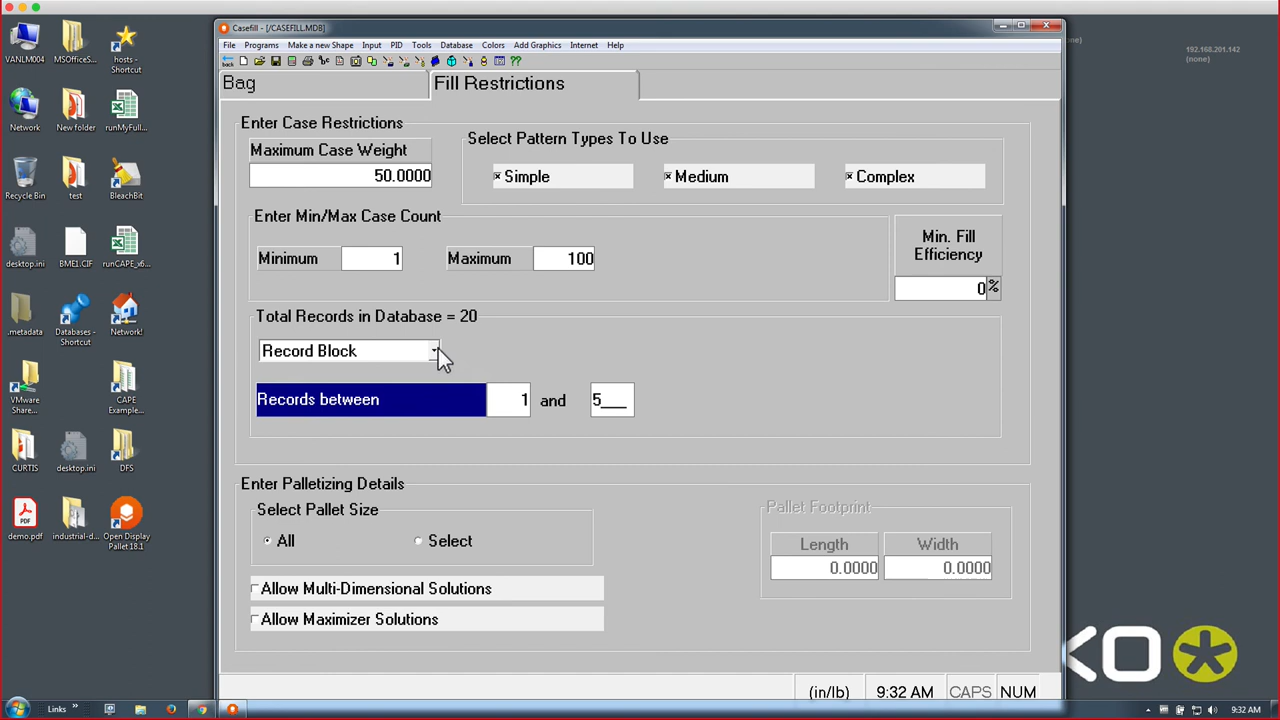 Casefill - [/CASEFILL.MDB]
File Programs Make a new Shape Input PID Tools Database Colors Add Graphics Internet Help
Bag
Fill Restrictions
Enter Case Restrictions
Maximum Case Weight
50.0000
Select Pattern Types To Use
Simple
Medium
Complex
Enter Min/Max Case Count
Minimum 1
Maximum 100
Min. Fill
Efficiency
0%
Total Records in Database = 20
Record Block
Records between 1 and 5___
Enter Palletizing Details
Select Pallet Size
All
Select
Allow Multi-Dimensional Solutions
Allow Maximizer Solutions
Pallet Footprint
Length Width
0.0000 0.0000
(in/lb) 9:32 AM CAPS NUM
VANLM004
MSOfficeS...
hosts -
Shortcut
Network
New folder
runMyFull...
Recycle Bin
test
BleachBit
desktop.ini
BME1.CIF
runCAPE_x6...
.metadata
Databases -
Shortcut
Network!
VMware
Share...
CAPE
Example...
CURTIS
desktop.ini
DFS
demo.pdf
industrial-d...
Open Display
Pallet 18.1
192.168.201.142
(none)
KO
Links »
9:32 AM